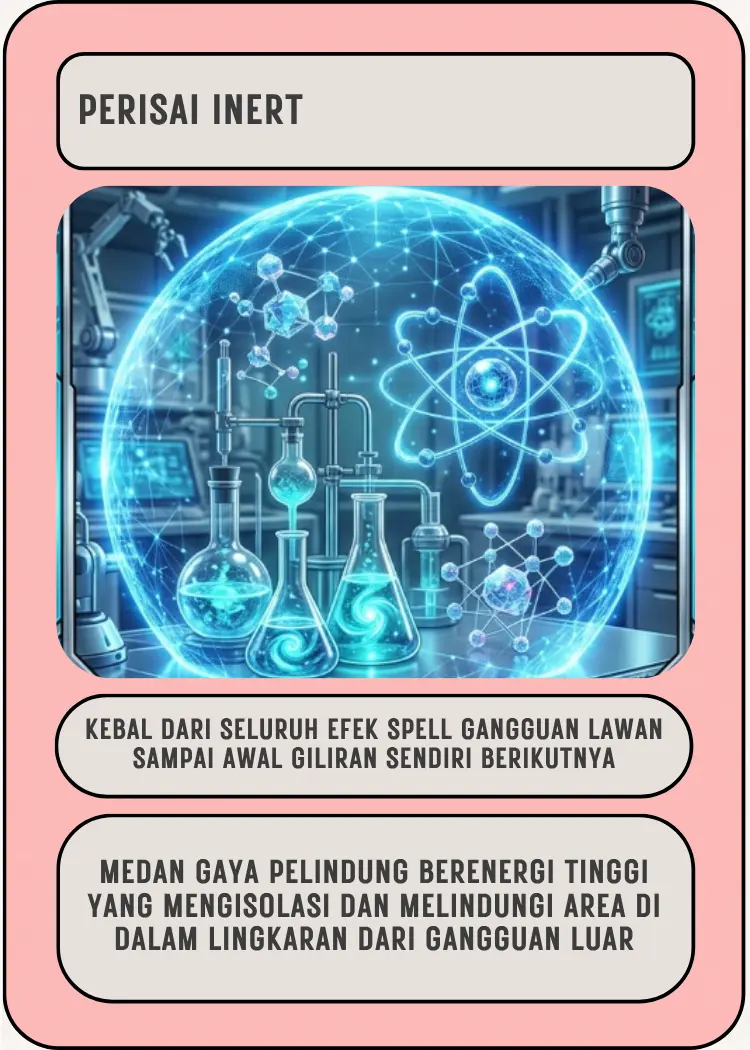 PERISAI INERT
KEBAL DARI SELURUH EFEK SPELL GANGGUAN LAWAN
SAMPAI AWAL GILIRAN SENDIRI BERIKUTNYA
MEDAN GAYA PELINDUNG BERENERGI TINGGI
YANG MENGISOLASI DAN MELINDUNGI AREA DI
DALAM LINGKARAN DARI GANGGUAN LUAR